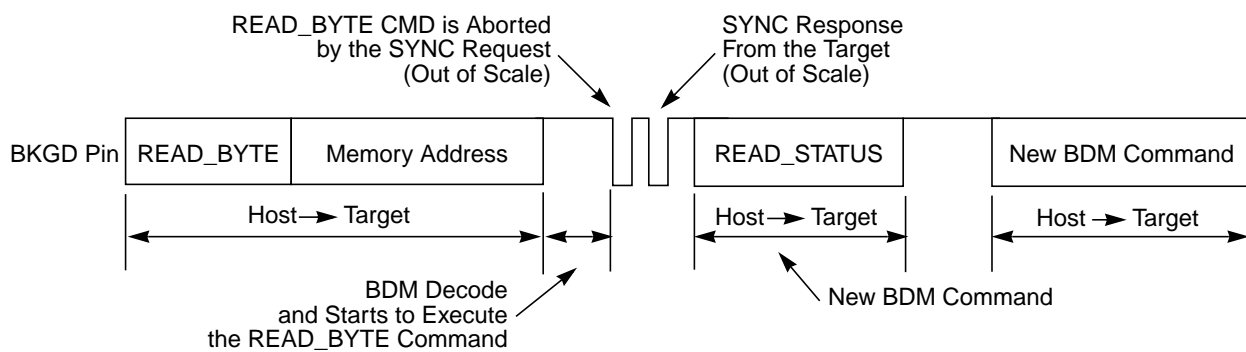 READ_BYTE CMD is Aborted
by the SYNC Request
(Out of Scale)
SYNC Response
From the Target
(Out of Scale)
BKGD Pin
READ_BYTE
Memory Address
READ_STATUS
New BDM Command
Host Target
Host Target
Host Target
BDM Decode
and Starts to Execute
the READ_BYTE Command
New BDM Command